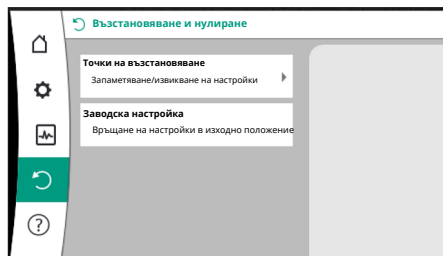 Възстановяване и нулиране
Точки на възстановяване
Запаметяване/извикване на настройки
Заводска настройка
Връщане на настройки в изходно положение